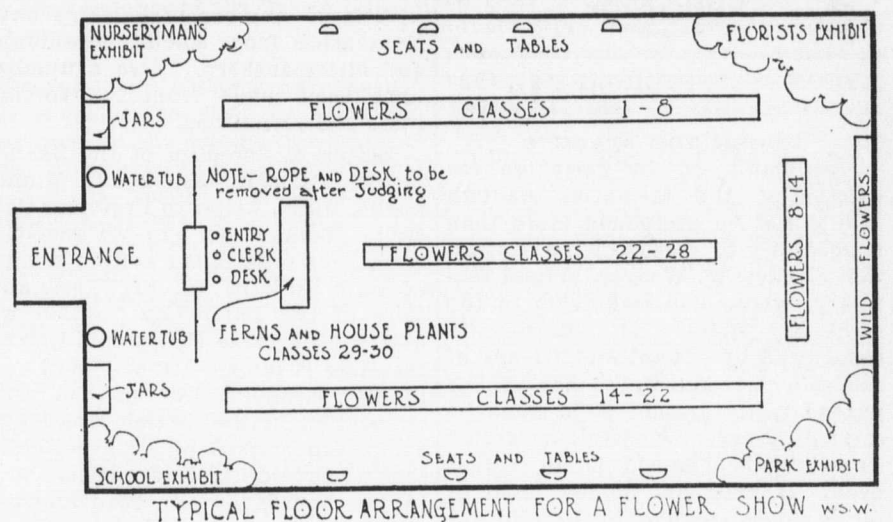 NURSERYMAN'S
EXHIBIT
SEATS AND TABLES
FLORISTS EXHIBIT
JARS
FLOWERS CLASSES 1-8
WATER TUB
NOTE- ROPE AND DESK to be
removed after Judging
ENTRANCE
ENTRY
CLERK
DESK
FLOWERS CLASSES 22-28
FLOWERS 8-14
WILD FLOWERS.
WATER TUB
FERNS AND HOUSE PLANTS
CLASSES 29-30
JARS
FLOWERS CLASSES 14-22
SCHOOL EXHIBIT
SEATS AND TABLES
PARK EXHIBIT
TYPICAL FLOOR ARRANGEMENT FOR A FLOWER SHOW W.S.W.